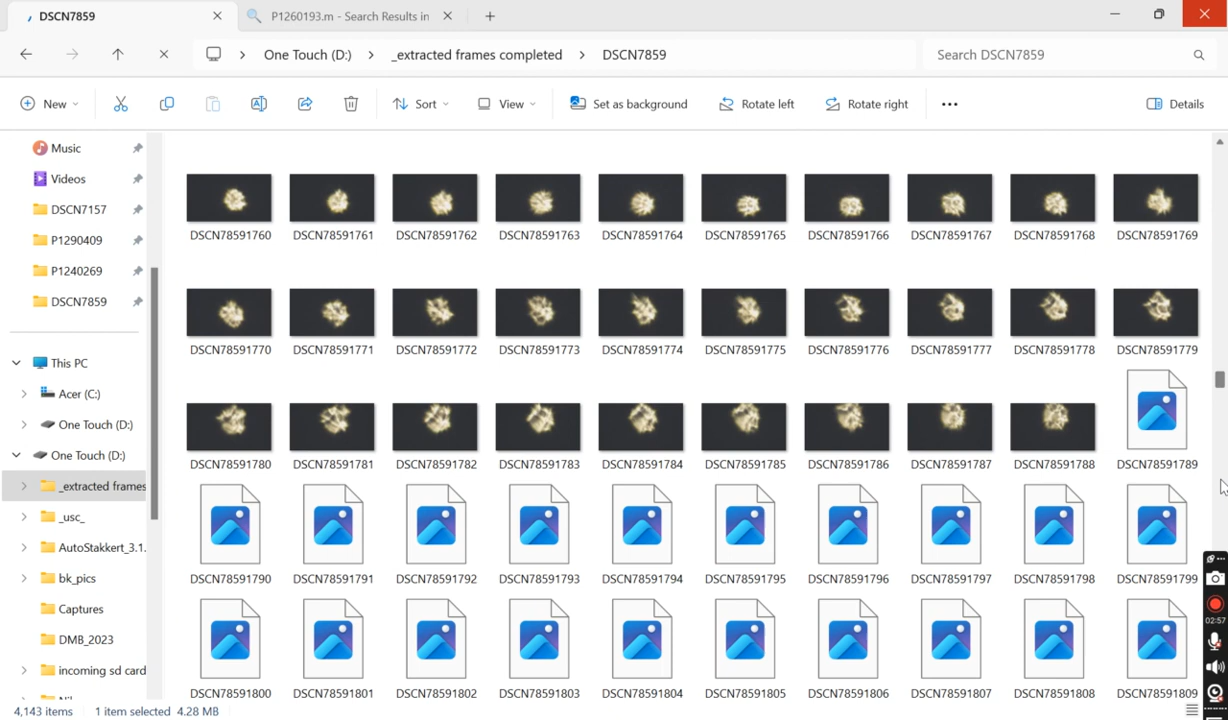 DSCN7859
P1260193.m - Search Results in
One Touch (D:) _extracted frames completed DSCN7859
Search DSCN7859
New
Sort
View
Set as background
Rotate left
Rotate right
Details
Music
Videos
DSCN7157
P1290409
P1240269
DSCN7859
This PC
Acer (C:)
One Touch (D:)
One Touch (D:)
_extracted frames
_usc_
AutoStakkert_3.1.
bk_pics
Captures
DMB_2023
incoming sd card
DSCN78591760 DSCN78591761 DSCN78591762 DSCN78591763 DSCN78591764 DSCN78591765 DSCN78591766 DSCN78591767 DSCN78591768 DSCN78591769
DSCN78591770 DSCN78591771 DSCN78591772 DSCN78591773 DSCN78591774 DSCN78591775 DSCN78591776 DSCN78591777 DSCN78591778 DSCN78591779
DSCN78591780 DSCN78591781 DSCN78591782 DSCN78591783 DSCN78591784 DSCN78591785 DSCN78591786 DSCN78591787 DSCN78591788 DSCN78591789
DSCN78591790 DSCN78591791 DSCN78591792 DSCN78591793 DSCN78591794 DSCN78591795 DSCN78591796 DSCN78591797 DSCN78591798 DSCN78591799
DSCN78591800 DSCN78591801 DSCN78591802 DSCN78591803 DSCN78591804 DSCN78591805 DSCN78591806 DSCN78591807 DSCN78591808 DSCN78591809
02:57
4,143 items 1 item selected 4.28 MB